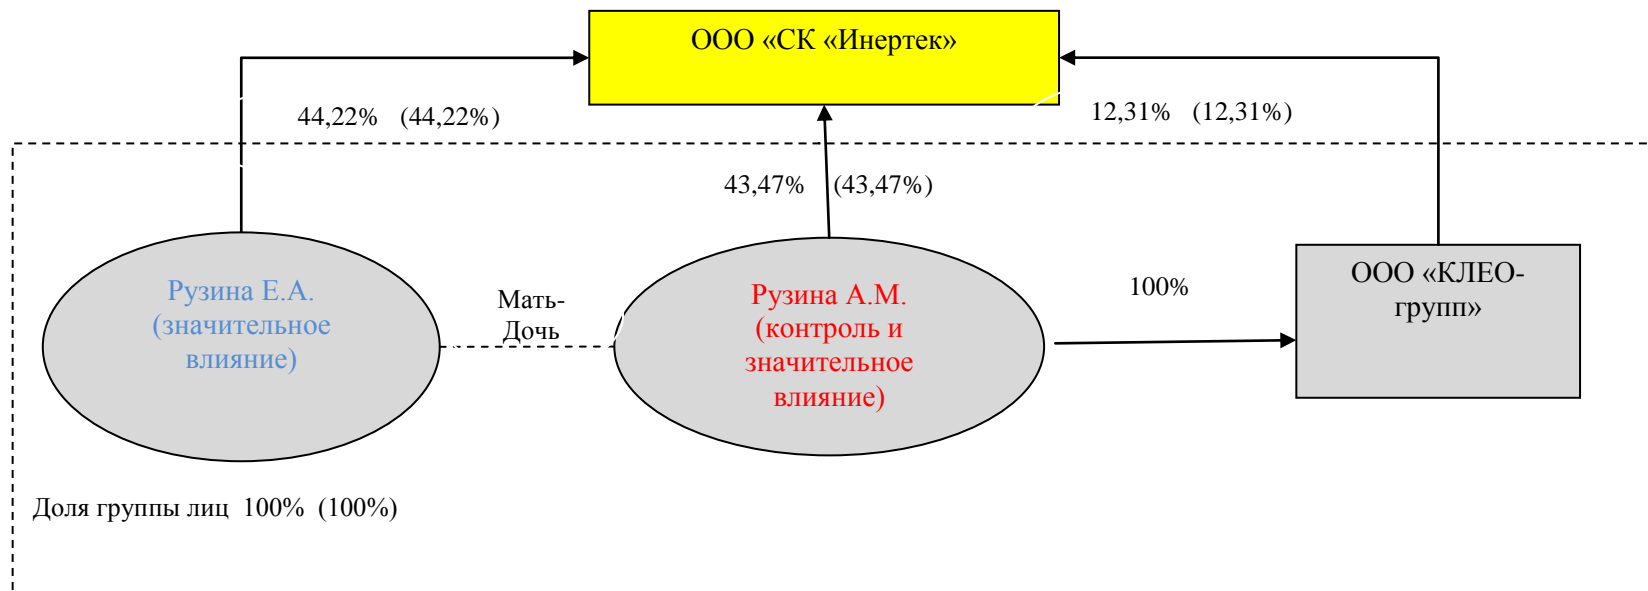 ООО «СК «Инертек»
44,22% (44,22%)
12,31% (12,31%)
43,47% (43,47%)
Рузина Е.А.
(значительное
влияние)
Мать-
Дочь
Рузина А.М.
(контроль и
значительное
влияние)
100%
ООО «КЛЕО-
групп»
Доля группы лиц 100% (100%)